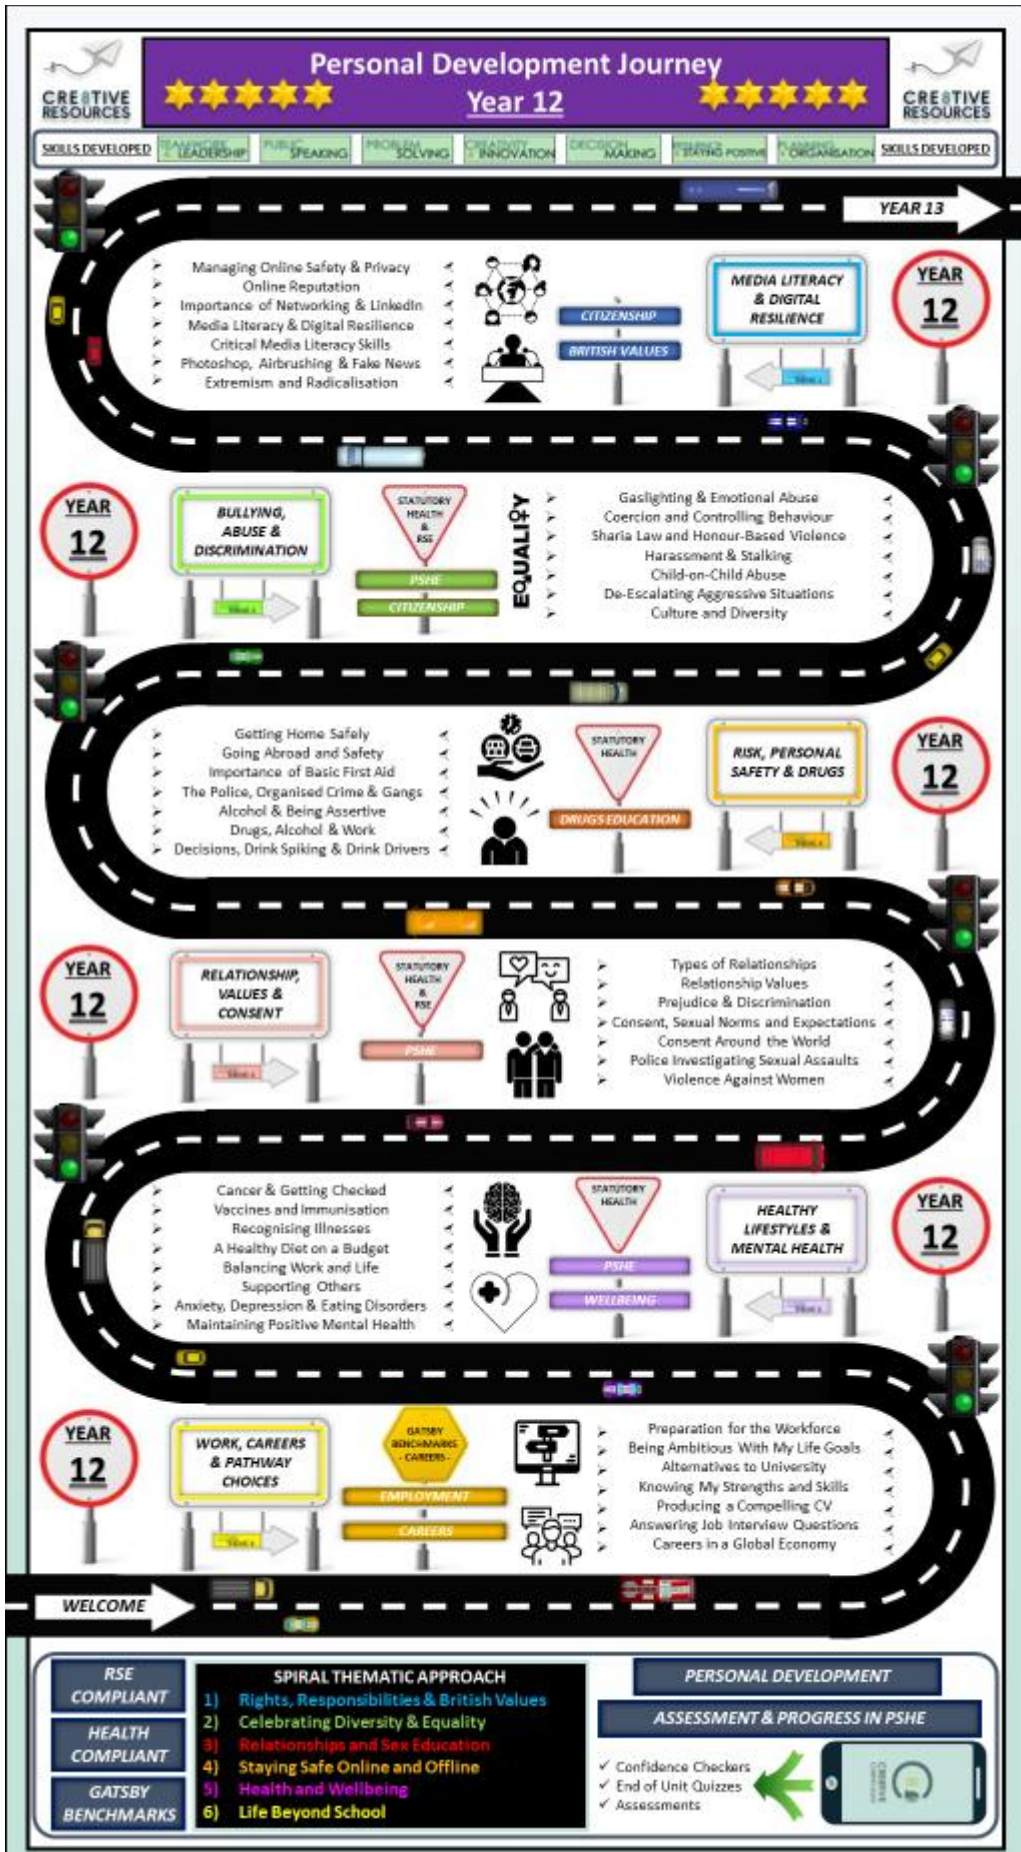 Personal Development Journey
Year 12
CRE8TIVE
RESOURCES
CRE8TIVE
RESOURCES
SKILLS DEVELOPED
LEADERSHIP
PUBLIC
SPEAKING
PROBLEM
SOLVING
CREATIVITY
& INNOVATION
DECISION
MAKING
& STAYING POSITIVE
PLANNING
& ORGANISATION
SKILLS DEVELOPED
YEAR 13
Managing Online Safety & Privacy
Online Reputation
Importance of Networking & LinkedIn
Media Literacy & Digital Resilience
Critical Media Literacy Skills
Photoshop, Airbrushing & Fake News
Extremism and Radicalisation
CITIZENSHIP
BRITISH VALUES
MEDIA LITERACY
& DIGITAL
RESILIENCE
YEAR
12
YEAR
12
BULLYING,
ABUSE &
DISCRIMINATION
STATUTORY
HEALTH
&
RSE
PSHE
CITIZENSHIP
EQUALITY
Gaslighting & Emotional Abuse
Coercion and Controlling Behaviour
Sharia Law and Honour-Based Violence
Harassment & Stalking
Child-on-Child Abuse
De-Escalating Aggressive Situations
Culture and Diversity
Getting Home Safely
Going Abroad and Safety
Importance of Basic First Aid
The Police, Organised Crime & Gangs
Alcohol & Being Assertive
Drugs, Alcohol & Work
Decisions, Drink Spiking & Drink Drivers
STATUTORY
HEALTH
DRUGS EDUCATION
RISK, PERSONAL
SAFETY & DRUGS
YEAR
12
YEAR
12
RELATIONSHIP,
VALUES &
CONSENT
STATUTORY
HEALTH
&
RSE
PSHE
Types of Relationships
Relationship Values
Prejudice & Discrimination
Consent, Sexual Norms and Expectations
Consent Around the World
Police Investigating Sexual Assaults
Violence Against Women
Cancer & Getting Checked
Vaccines and Immunisation
Recognising Illnesses
A Healthy Diet on a Budget
Balancing Work and Life
Supporting Others
Anxiety, Depression & Eating Disorders
Maintaining Positive Mental Health
STATUTORY
HEALTH
PSHE
WELLBEING
HEALTHY
LIFESTYLES &
MENTAL HEALTH
YEAR
12
YEAR
12
WORK, CAREERS
& PATHWAY
CHOICES
GATSBY
BENCHMARKS
- CAREERS -
EMPLOYMENT
CAREERS
Preparation for the Workforce
Being Ambitious With My Life Goals
Alternatives to University
Knowing My Strengths and Skills
Producing a Compelling CV
Answering Job Interview Questions
Careers in a Global Economy
WELCOME
RSE
COMPLIANT
HEALTH
COMPLIANT
GATSBY
BENCHMARKS
SPIRAL THEMATIC APPROACH
1) Rights, Responsibilities & British Values
2) Celebrating Diversity & Equality
3) Relationships and Sex Education
4) Staying Safe Online and Offline
5) Health and Wellbeing
6) Life Beyond School
PERSONAL DEVELOPMENT
ASSESSMENT & PROGRESS IN PSHE
✓ Confidence Checkers
✓ End of Unit Quizzes
✓ Assessments